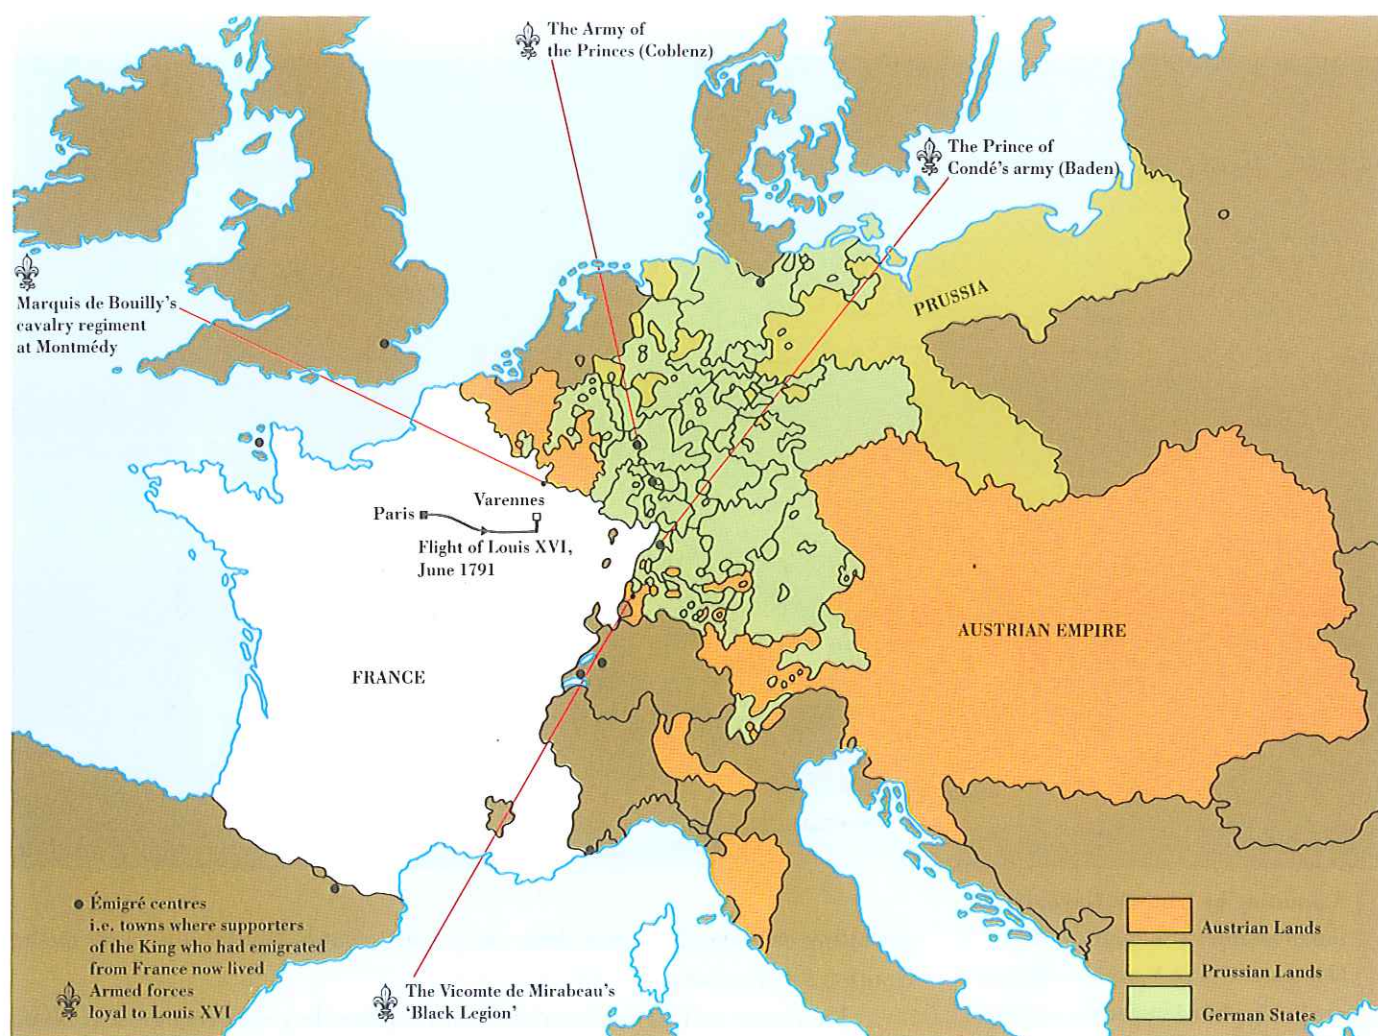 The Army of
the Princes (Coblenz)
The Prince of
Condé's army (Baden)
Marquis de Bouilly's
cavalry regiment
at Montmédy
PRUSSIA
Varennes
Paris
Flight of Louis XVI,
June 1791
FRANCE
AUSTRIAN EMPIRE
Émigré centres
i.e. towns where supporters
of the King who had emigrated
from France now lived
Armed forces
loyal to Louis XVI
The Vicomte de Mirabeau's
'Black Legion'
Austrian Lands
Prussian Lands
German States